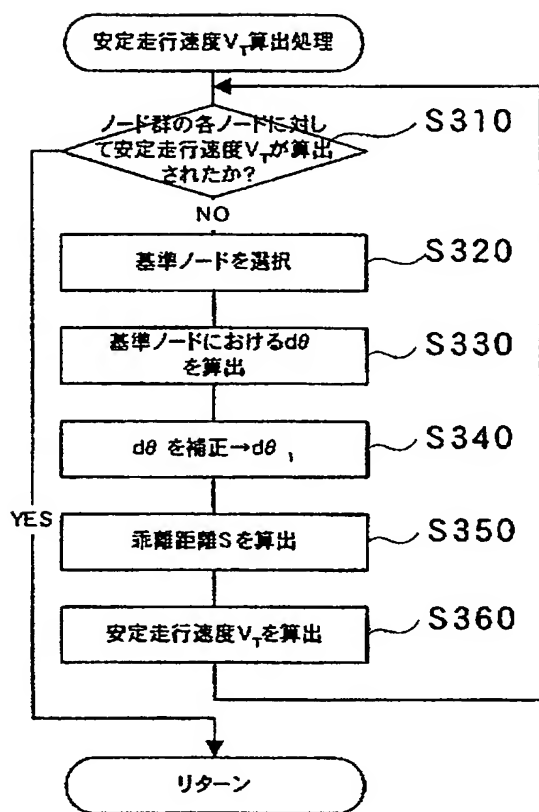 安定走行速度VT算出処理
ノード群の各ノードに対し
て安定走行速度VTが算出
されたか?
S310
NO
基準ノードを選択
S320
基準ノードにおけるdθ
を算出
S330
dθ を補正→dθ1
S340
YES
乖離距離Sを算出
S350
安定走行速度VTを算出
S360
リターン